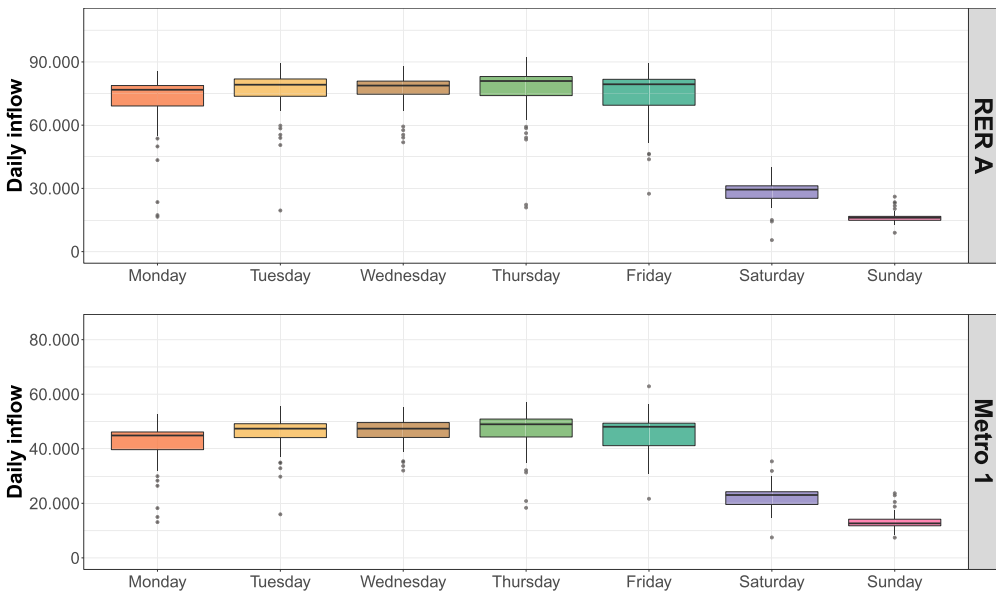 Daily inflow
90.000
60.000
30.000
0
Monday Tuesday Wednesday Thursday Friday Saturday Sunday
RER A
Daily inflow
80.000
60.000
40.000
20.000
0
Monday Tuesday Wednesday Thursday Friday Saturday Sunday
Metro 1